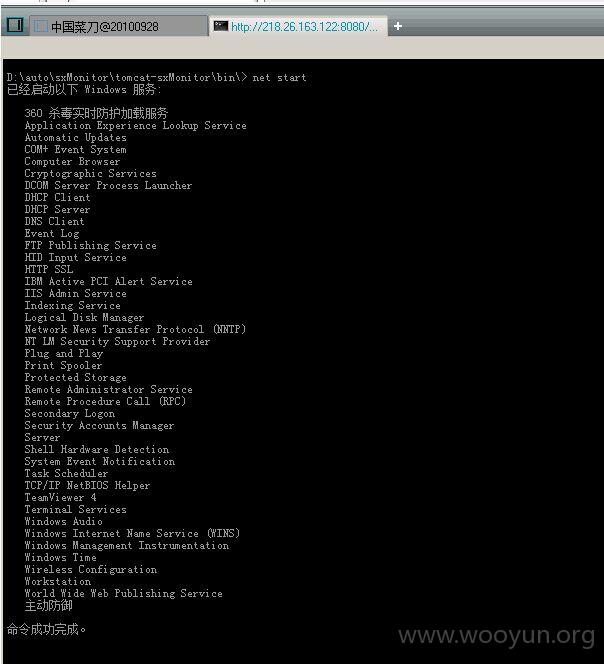 中国菜刀@20100928
http://218.26.163.122:8080/...
+
D:\auto\sxMonitor\tomcat-sxMonitor\bin\> net start
已经启动以下 Windows 服务:
360 杀毒实时防护加载服务
Application Experience Lookup Service
Automatic Updates
COM+ Event System
Computer Browser
Cryptographic Services
DCOM Server Process Launcher
DHCP Client
DHCP Server
DNS Client
Event Log
FTP Publishing Service
HID Input Service
HTTP SSL
IBM Active PCI Alert Service
IIS Admin Service
Indexing Service
Logical Disk Manager
Network News Transfer Protocol (NNTP)
NT LM Security Support Provider
Plug and Play
Print Spooler
Protected Storage
Remote Administrator Service
Remote Procedure Call (RPC)
Secondary Logon
Security Accounts Manager
Server
Shell Hardware Detection
System Event Notification
Task Scheduler
TCP/IP NetBIOS Helper
TeamViewer 4
Terminal Services
Windows Audio
Windows Internet Name Service (WINS)
Windows Management Instrumentation
Windows Time
Wireless Configuration
Workstation
World Wide Web Publishing Service
主动防御
命令成功完成。
www.wooyun.org